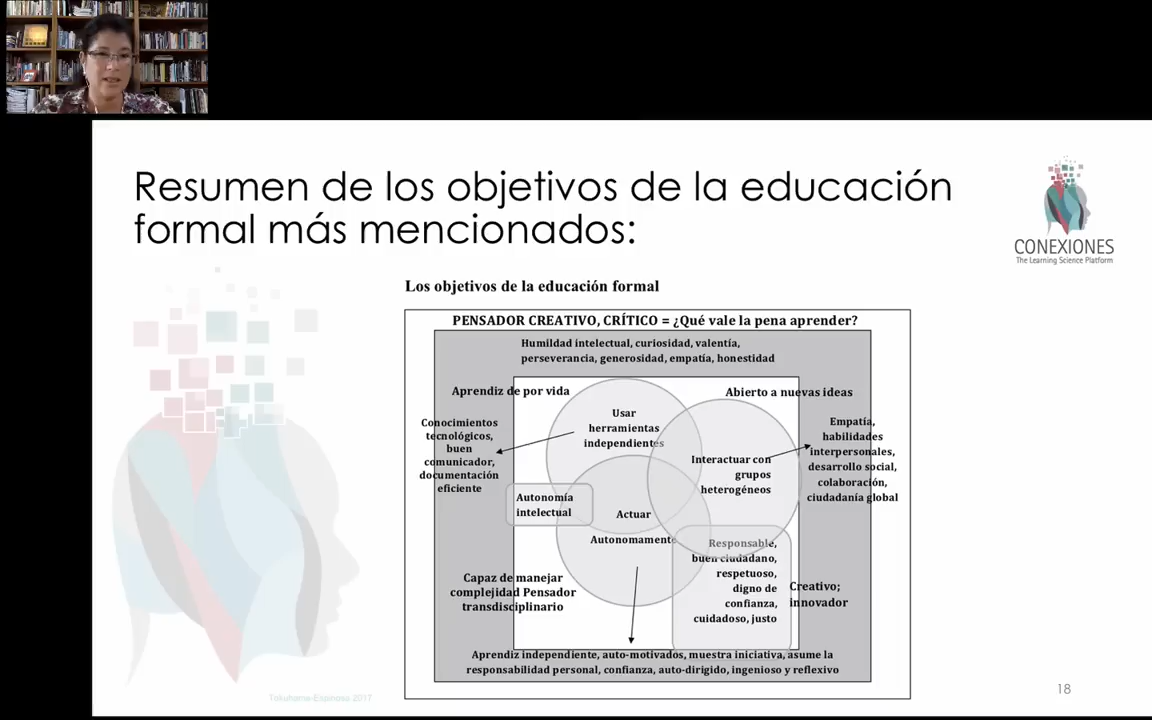 Resumen de los objetivos de la educación
formal más mencionados:
CONEXIONES
The Learning Science Platform
Los objetivos de la educación formal
PENSADOR CREATIVO, CRÍTICO = ¿Qué vale la pena aprender?
Humildad intelectual, curiosidad, valentía,
perseverancia, generosidad, empatía, honestidad
Aprendiz de por vida
Abierto a nuevas ideas
Usar
herramientas
independientes
Conocimientos
tecnológicos,
buen
comunicador,
documentación
eficiente
Empatía,
habilidades
interpersonales,
desarrollo social,
colaboración,
ciudadanía global
Interactuar con
grupos
heterogéneos
Autonomía
intelectual
Actuar
Autonomamente
Responsable,
buen ciudadano,
respetuoso,
digno de
confianza,
cuidadoso, justo
Capaz de manejar
complejidad Pensador
transdisciplinario
Creativo;
innovador
Aprendiz independiente, auto-motivados, muestra iniciativa, asume la
responsabilidad personal, confianza, auto-dirigido, ingenioso y reflexivo
Tokuhama-Espinosa 2017
18